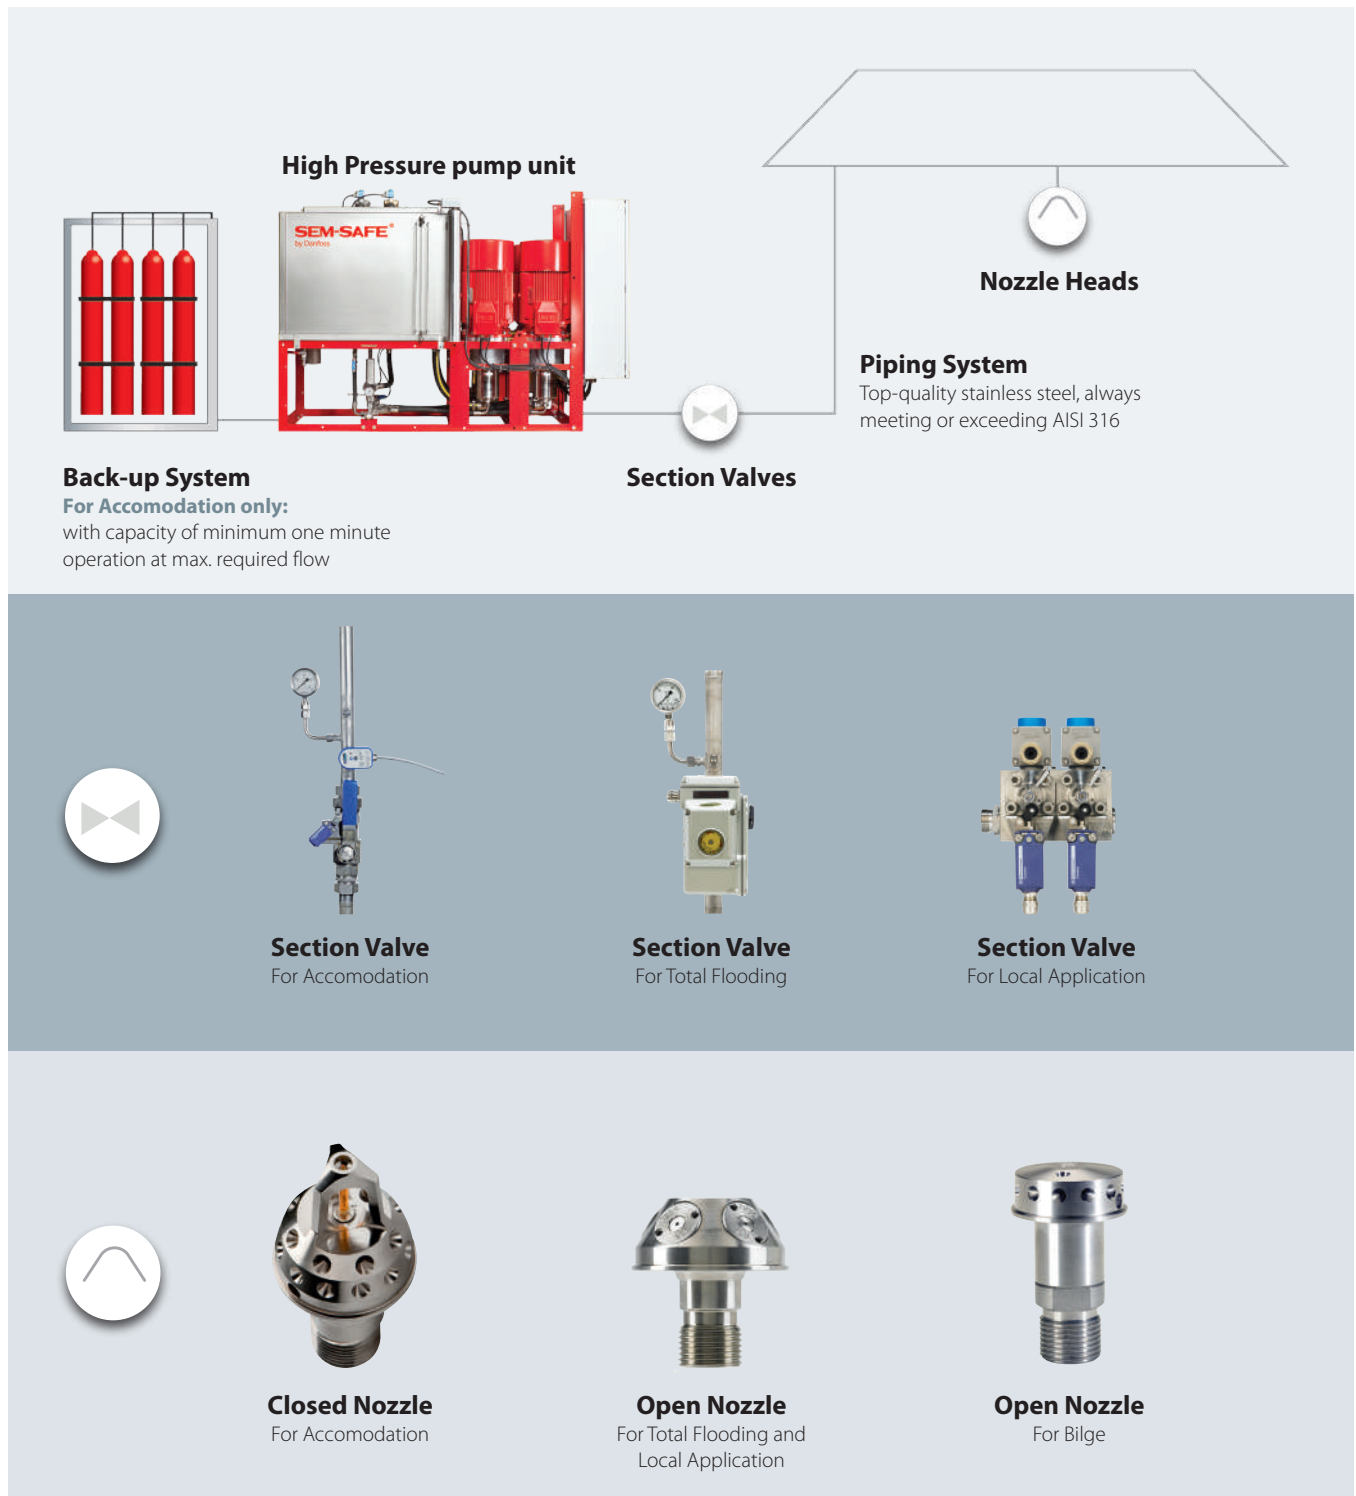 High Pressure pump unit
SEM-SAFE®
by Danfoss
Nozzle Heads
Piping System
Top-quality stainless steel, always
meeting or exceeding AISI 316
Back-up System
For Accomodation only:
with capacity of minimum one minute
operation at max. required flow
Section Valves
Section Valve
For Accomodation
Section Valve
For Total Flooding
Section Valve
For Local Application
Closed Nozzle
For Accomodation
Open Nozzle
For Total Flooding and
Local Application
Open Nozzle
For Bilge